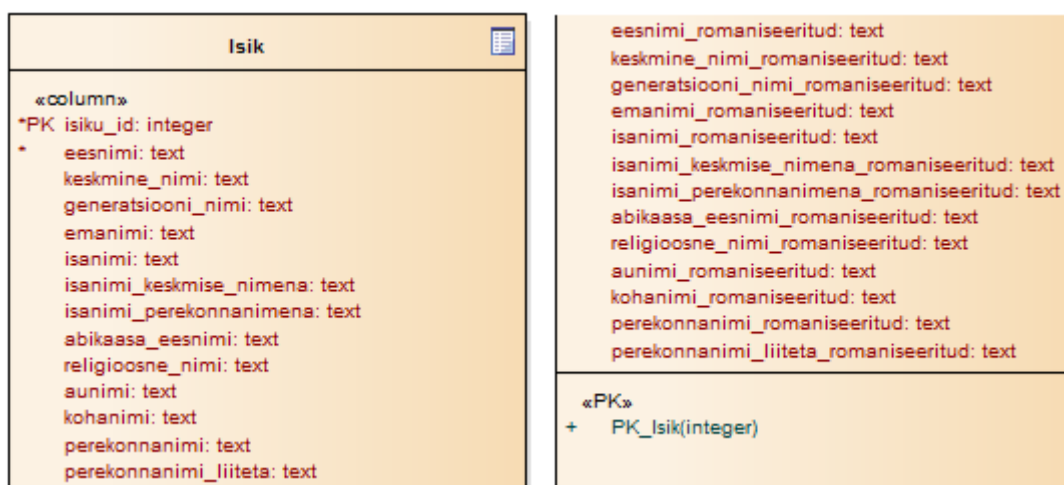 Isik
«column»
*PK isiku_id: integer
* eesnimi: text
keskmine_nimi: text
generatsiooni_nimi: text
emanimi: text
isanimi: text
isanimi_keskmise_nimena: text
isanimi_perekonnanimena: text
abikaasa_eesnimi: text
religioosne_nimi: text
aunimi: text
kohanimi: text
perekonnanimi: text
perekonnanimi_liiteta: text
eesnimi_romaniseeritud: text
keskmine_nimi_romaniseeritud: text
generatsiooni_nimi_romaniseeritud: text
emanimi_romaniseeritud: text
isanimi_romaniseeritud: text
isanimi_keskmise_nimena_romaniseeritud: text
isanimi_perekonnanimena_romaniseeritud: text
abikaasa_eesnimi_romaniseeritud: text
religioosne_nimi_romaniseeritud: text
aunimi_romaniseeritud: text
kohanimi_romaniseeritud: text
perekonnanimi_romaniseeritud: text
perekonnanimi_liiteta_romaniseeritud: text
«PK»
+ PK_Isik(integer)